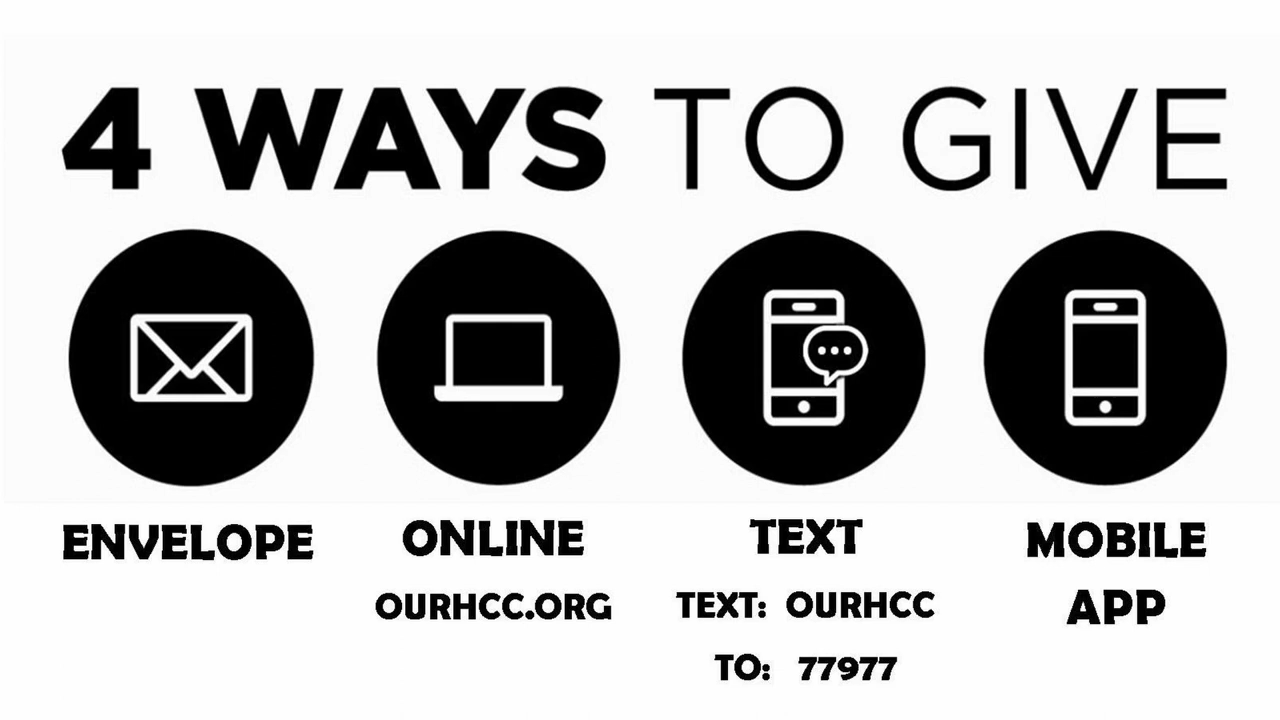 4 WAYS TO GIVE
ENVELOPE
ONLINE
OURHCC.ORG
TEXT
TEXT: OURHCC
TO: 77977
MOBILE
APP